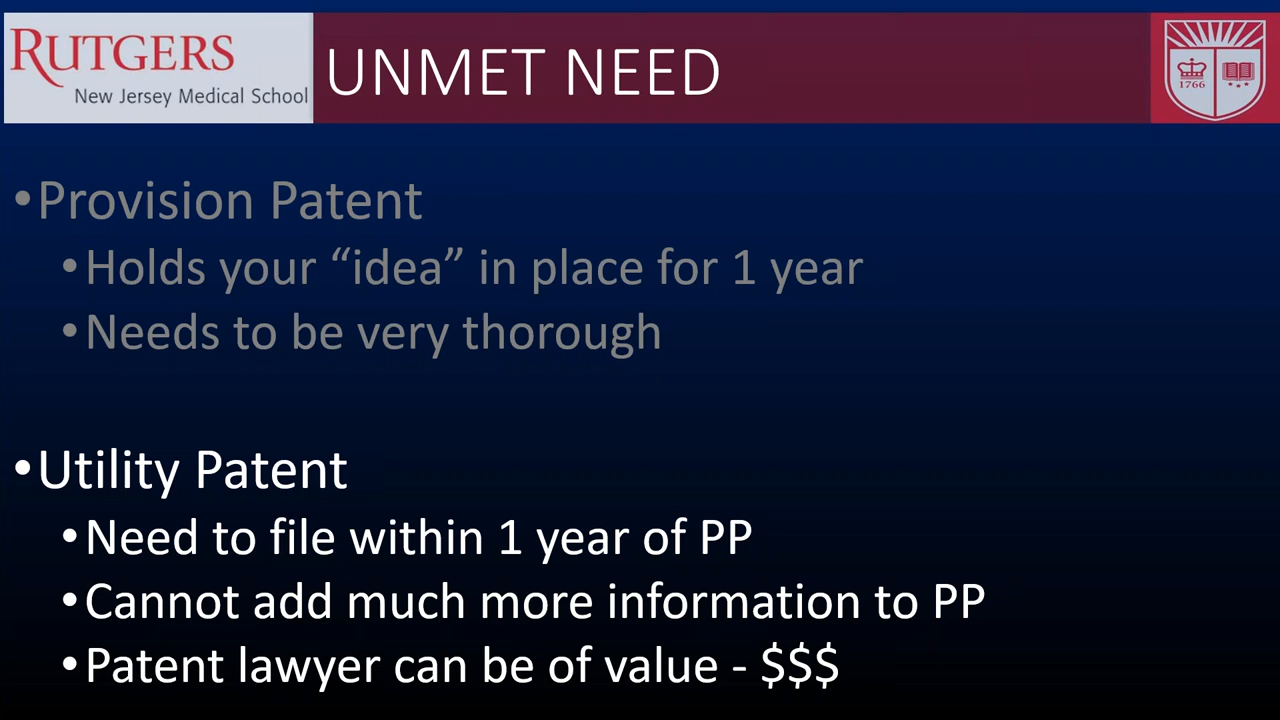 RUTGERS
New Jersey Medical School
UNMET NEED
1766
•Provision Patent
•Holds your “idea” in place for 1 year
•Needs to be very thorough
•Utility Patent
•Need to file within 1 year of PP
•Cannot add much more information to PP
•Patent lawyer can be of value - $$$